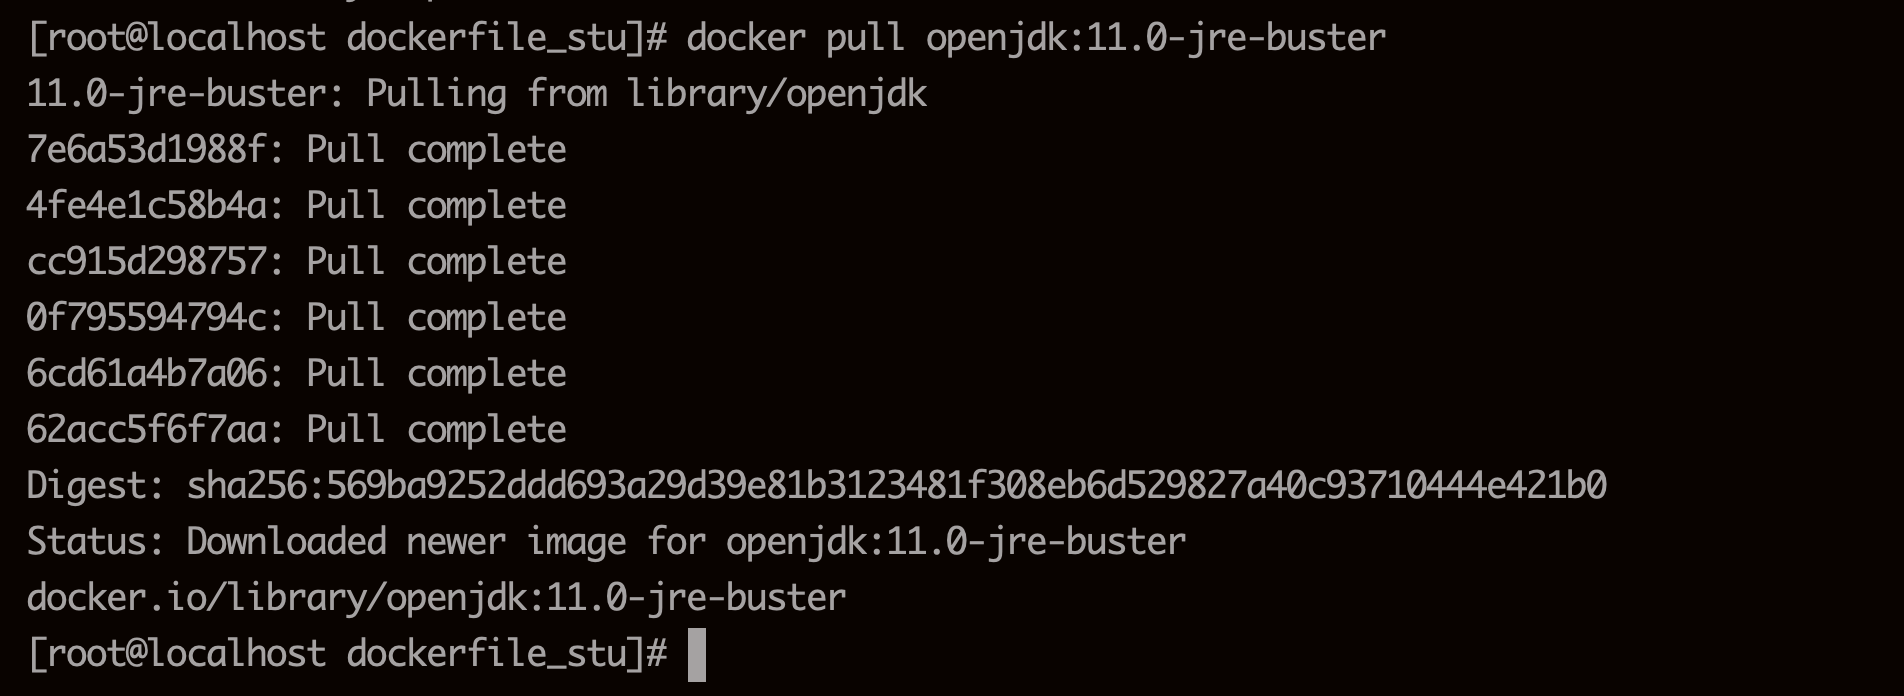 [root@localhost dockerfile_stu]# docker pull openjdk:11.0-jre-buster
11.0-jre-buster: Pulling from library/openjdk
7e6a53d1988f: Pull complete
4fe4e1c58b4a: Pull complete
cc915d298757: Pull complete
0f795594794c: Pull complete
6cd61a4b7a06: Pull complete
62acc5f6f7aa: Pull complete
Digest: sha256:569ba9252ddd693a29d39e81b3123481f308eb6d529827a40c93710444e421b0
Status: Downloaded newer image for openjdk:11.0-jre-buster
docker.io/library/openjdk:11.0-jre-buster
[root@localhost dockerfile_stu]#